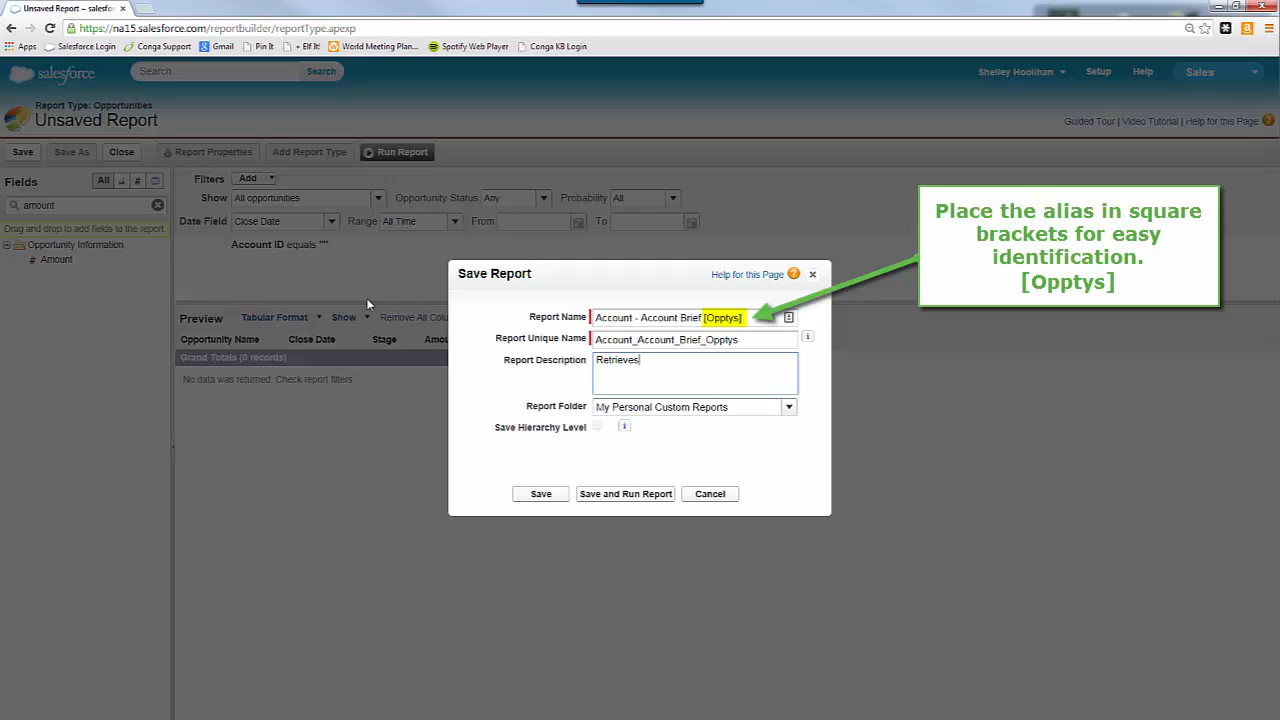 Unsaved Report ~ salesfor
https://na15.salesforce.com/reportbuilder/reportType.apexp
Apps Salesforce Login Conga Support Gmail Pin It + Elf It! World Meeting Plan... Spotify Web Player Conga KB Login
salesforce Search... Search Shelley Hoolihan Setup Help Sales
Report Type: Opportunities
Unsaved Report
Guided Tour | Video Tutorial | Help for this Page
Save Save As Close Report Properties Add Report Type Run Report
Fields All # Filters Add
Show All opportunities Opportunity Status Any Probability All
amount
Date Field Close Date Range All Time From To
Drag and drop to add fields to the report.
Opportunity Information
Account ID equals ""
# Amount
Place the alias in square
brackets for easy
identification.
[Opptys]
Save Report Help for this Page
Preview Tabular Format Show Remove All Colu
Report Name Account - Account Brief [Opptys]
Opportunity Name Close Date Stage Amou
Report Unique Name Account_Account_Brief_Opptys
Grand Totals (0 records)
Report Description Retrieves
No data was returned. Check report filters.
Report Folder My Personal Custom Reports
Save Hierarchy Level
Save Save and Run Report Cancel